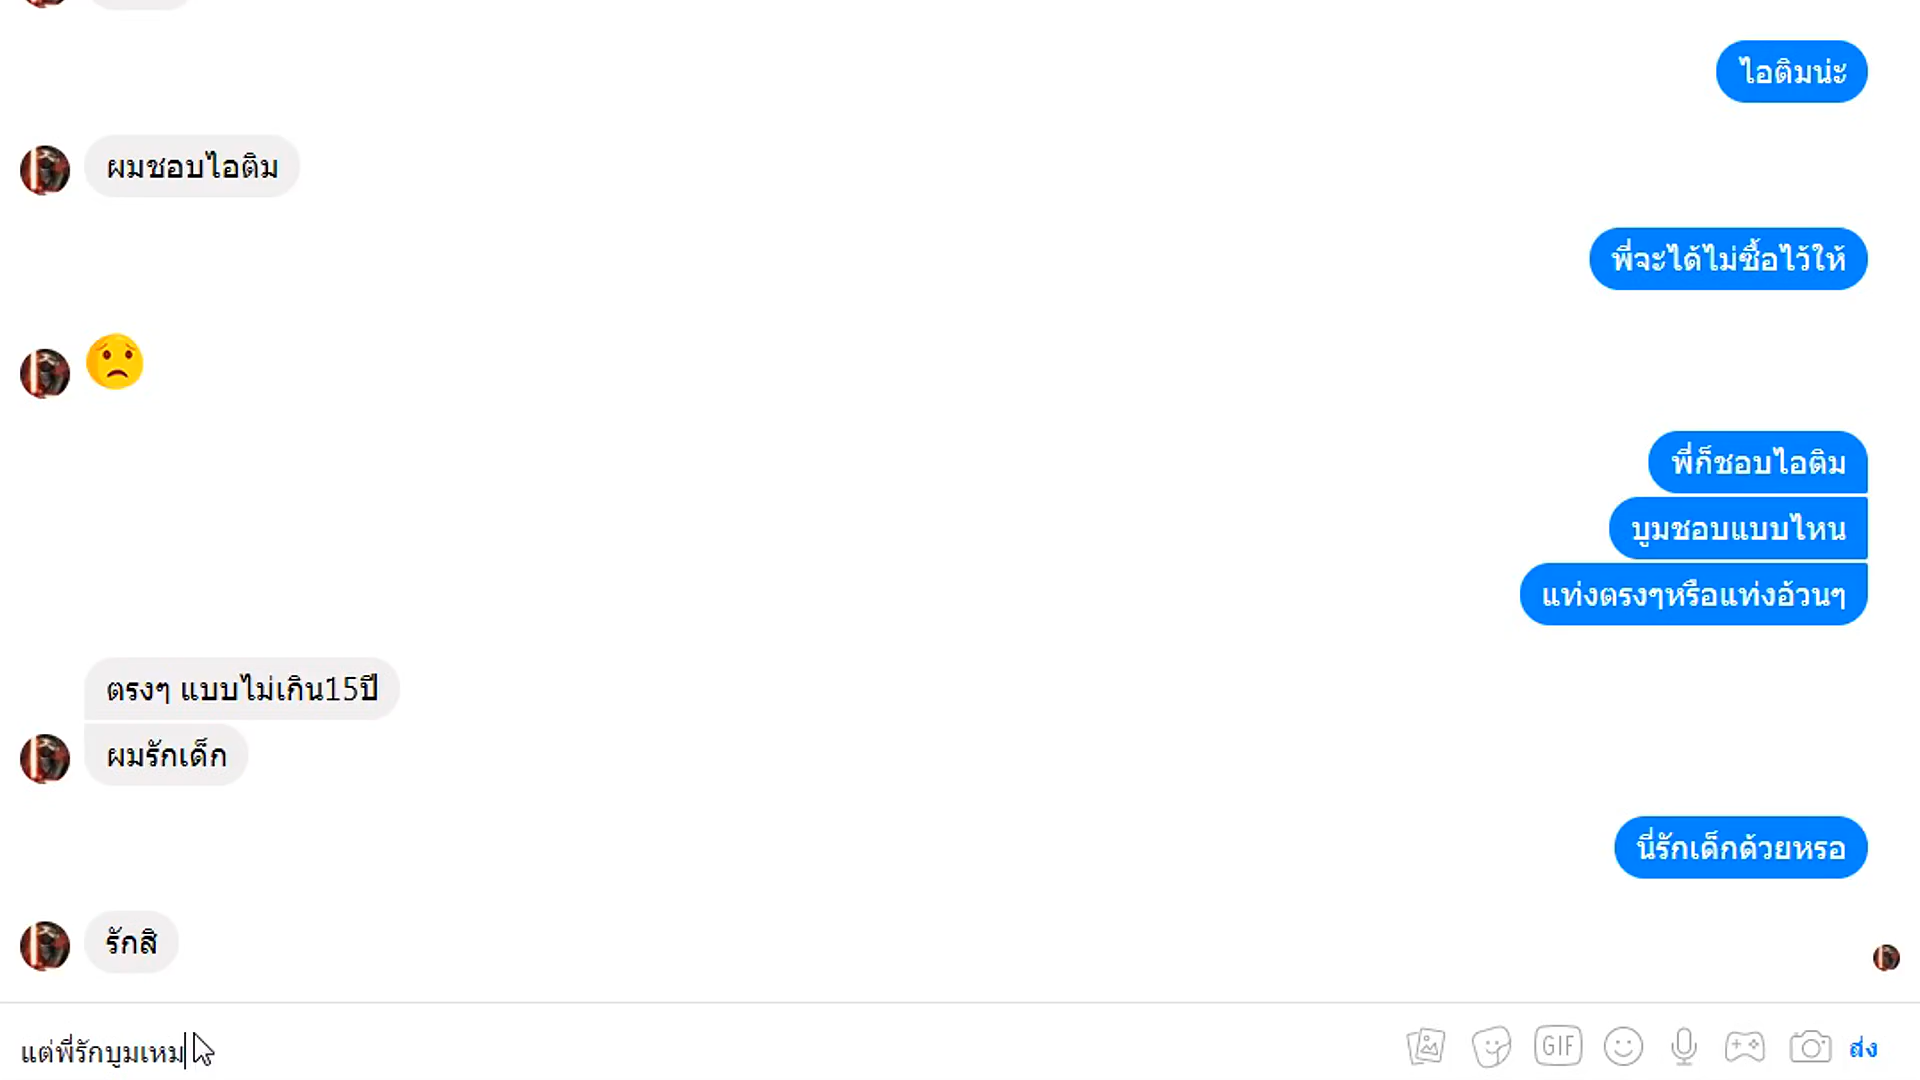 ไอติมน่ะ
ผมชอบไอติม
พี่จะได้ไม่ซื้อไว้ให้
พี่ก็ชอบไอติม
บูมชอบแบบไหน
แท่งตรงๆหรือแท่งอ้วนๆ
ตรงๆ แบบไม่เกิน15ปี
ผมรักเด็ก
นี่รักเด็กด้วยหรอ
รักสิ
แต่พี่รักบูมเหม
GIF
ส่ง